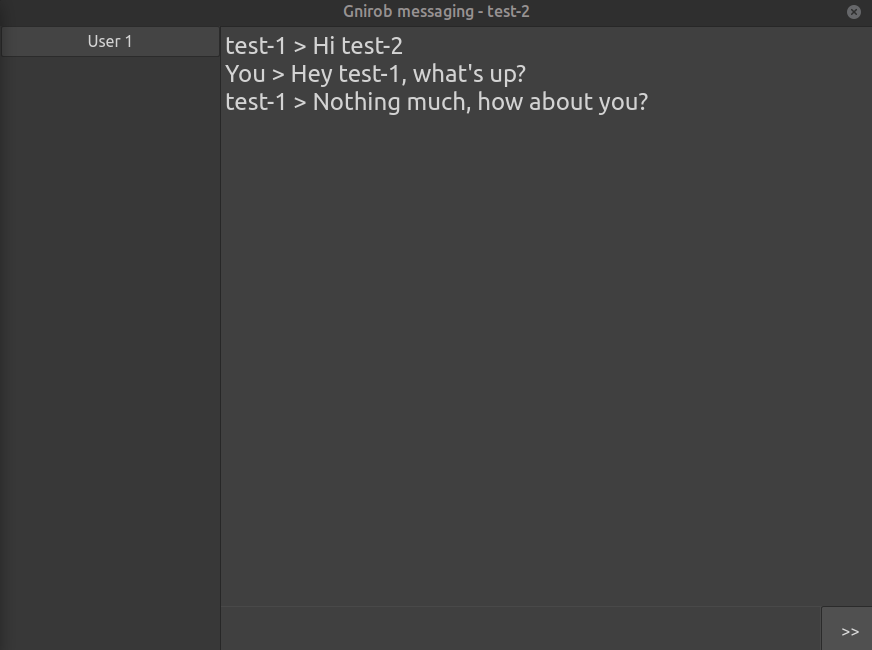 Gnirob messaging - test-2
User 1
test-1 > Hi test-2
You > Hey test-1, what's up?
test-1 > Nothing much, how about you?
>>